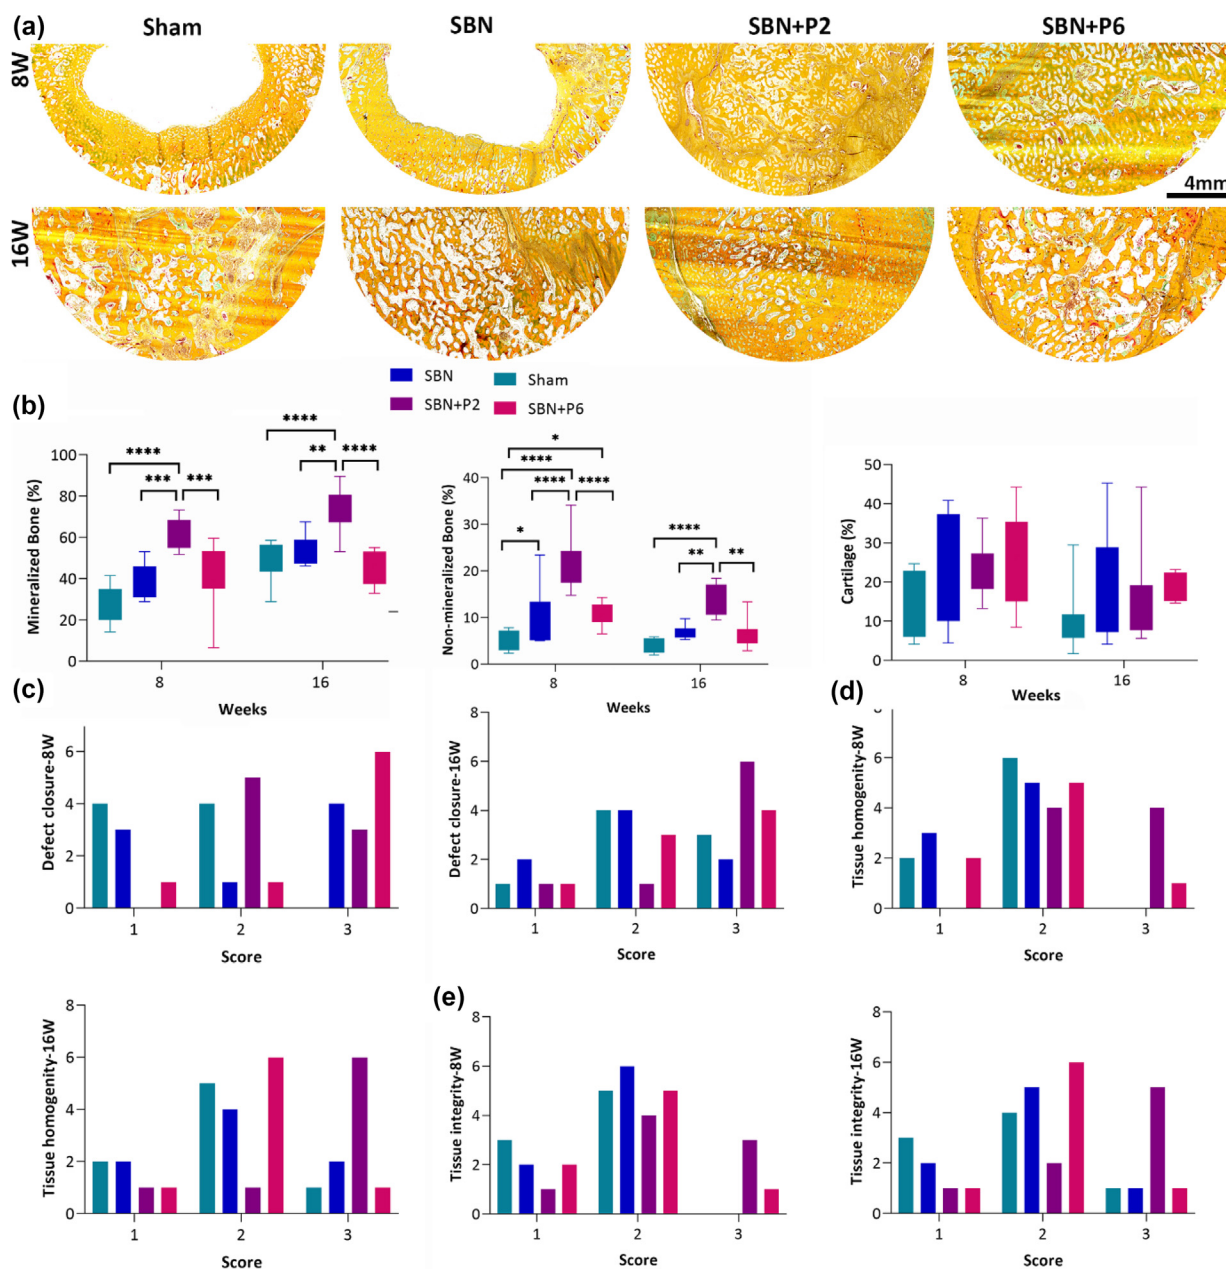 (a)
Sham SBN SBN+P2 SBN+P6
8W
4mm
16W
(b)
SBN Sham
SBN+P2 SBN+P6
Mineralized Bone (%)
100
80
60
40
20
0
**** *** ***
**** ** ****
8 16
Weeks
Non-mineralized Bone (%)
40
30
20
10
0
*
****
**** ****
*
****
** **
8 16
Weeks
Cartilage (%)
50
40
30
20
10
0
8 16
Weeks
(c)
Defect closure-8W
6
4
2
0
1 2 3
Score
Defect closure-16W
8
6
4
2
0
1 2 3
Score
(d)
Tissue homogenity-8W
8
6
4
2
0
1 2 3
Score
Tissue homogenity-16W
8
6
4
2
0
1 2 3
Score
(e)
Tissue integrity-8W
8
6
4
2
0
1 2 3
Score
Tissue integrity-16W
8
6
4
2
0
1 2 3
Score